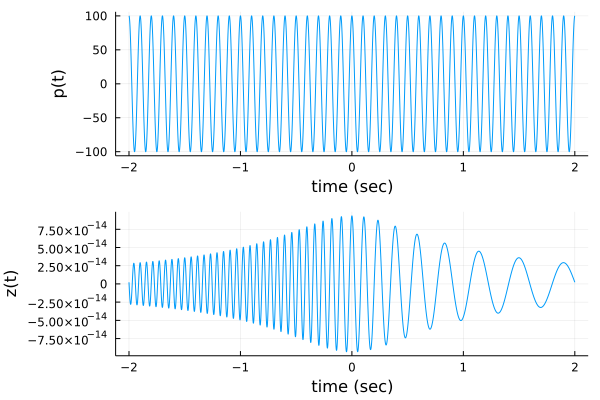 p(t)
100
50
0
−50
−100
−2 −1 0 1 2
time (sec)
z(t)
7.50×10⁻¹⁴
5.00×10⁻¹⁴
2.50×10⁻¹⁴
0
−2.50×10⁻¹⁴
−5.00×10⁻¹⁴
−7.50×10⁻¹⁴
−2 −1 0 1 2
time (sec)